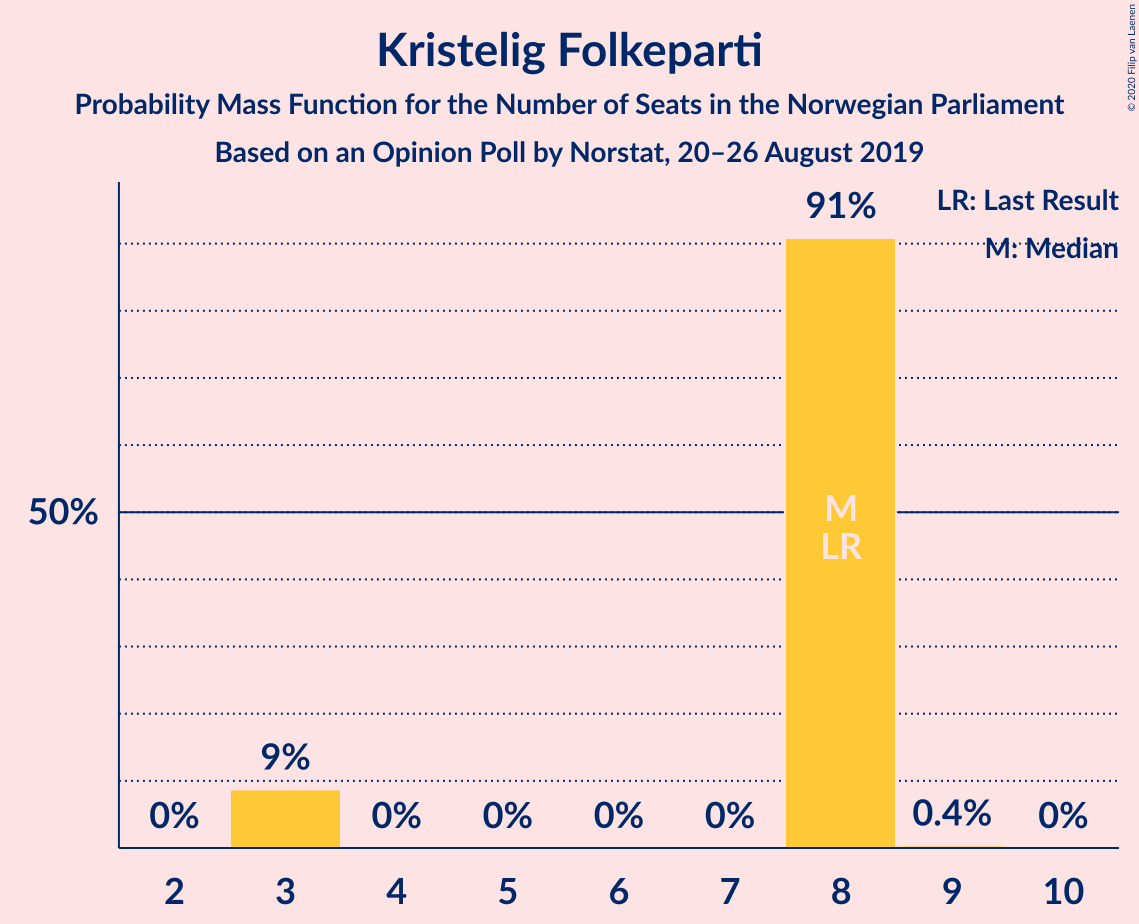 Kristelig Folkeparti
Probability Mass Function for the Number of Seats in the Norwegian Parliament
Based on an Opinion Poll by Norstat, 20–26 August 2019
© 2020 Filip van Laenen
LR: Last Result
M: Median
91%
50%
M
LR
9%
0%
0%
0%
0%
0%
0.4%
0%
2
3
4
5
6
7
8
9
10